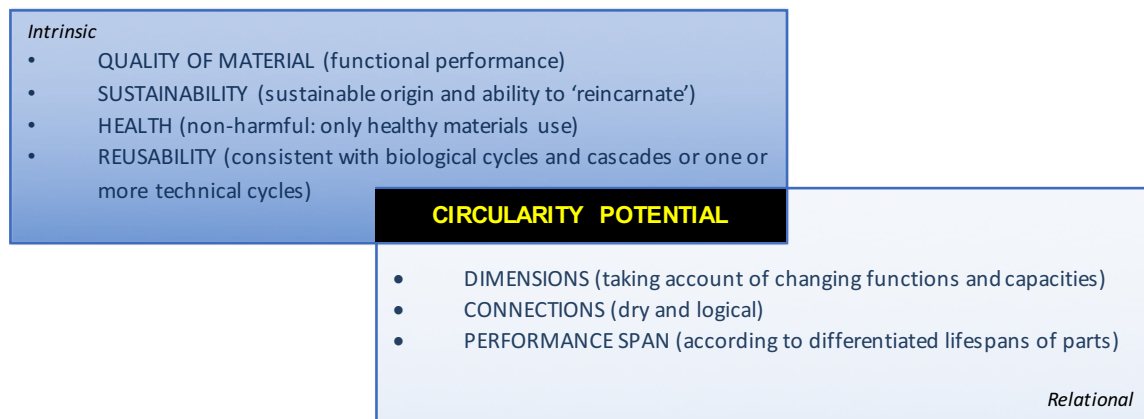 Intrinsic
• QUALITY OF MATERIAL (functional performance)
• SUSTAINABILITY (sustainable origin and ability to ‘reincarnate’)
• HEALTH (non-harmful: only healthy materials use)
• REUSABILITY (consistent with biological cycles and cascades or one or
more technical cycles)
CIRCULARITY POTENTIAL
• DIMENSIONS (taking account of changing functions and capacities)
• CONNECTIONS (dry and logical)
• PERFORMANCE SPAN (according to differentiated lifespans of parts)
Relational